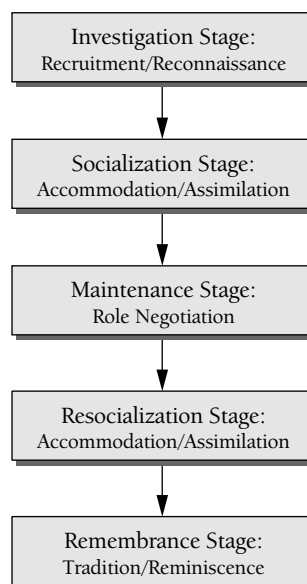 Investigation Stage:
Recruitment/Reconnaissance
Socialization Stage:
Accommodation/Assimilation
Maintenance Stage:
Role Negotiation
Resocialization Stage:
Accommodation/Assimilation
Remembrance Stage:
Tradition/Reminiscence